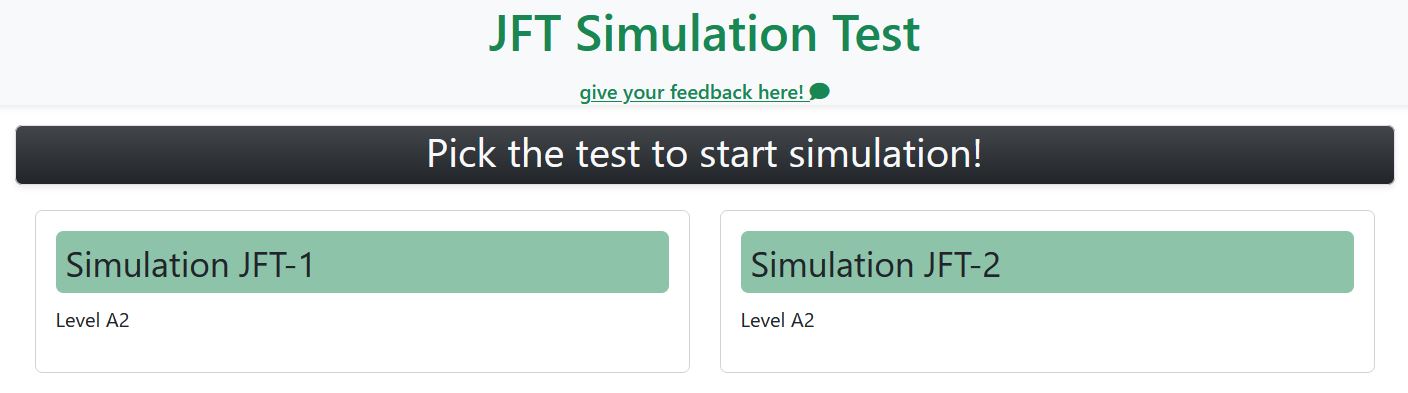 JFT Simulation Test
give your feedback here!
Pick the test to start simulation!
Simulation JFT-1
Level A2
Simulation JFT-2
Level A2